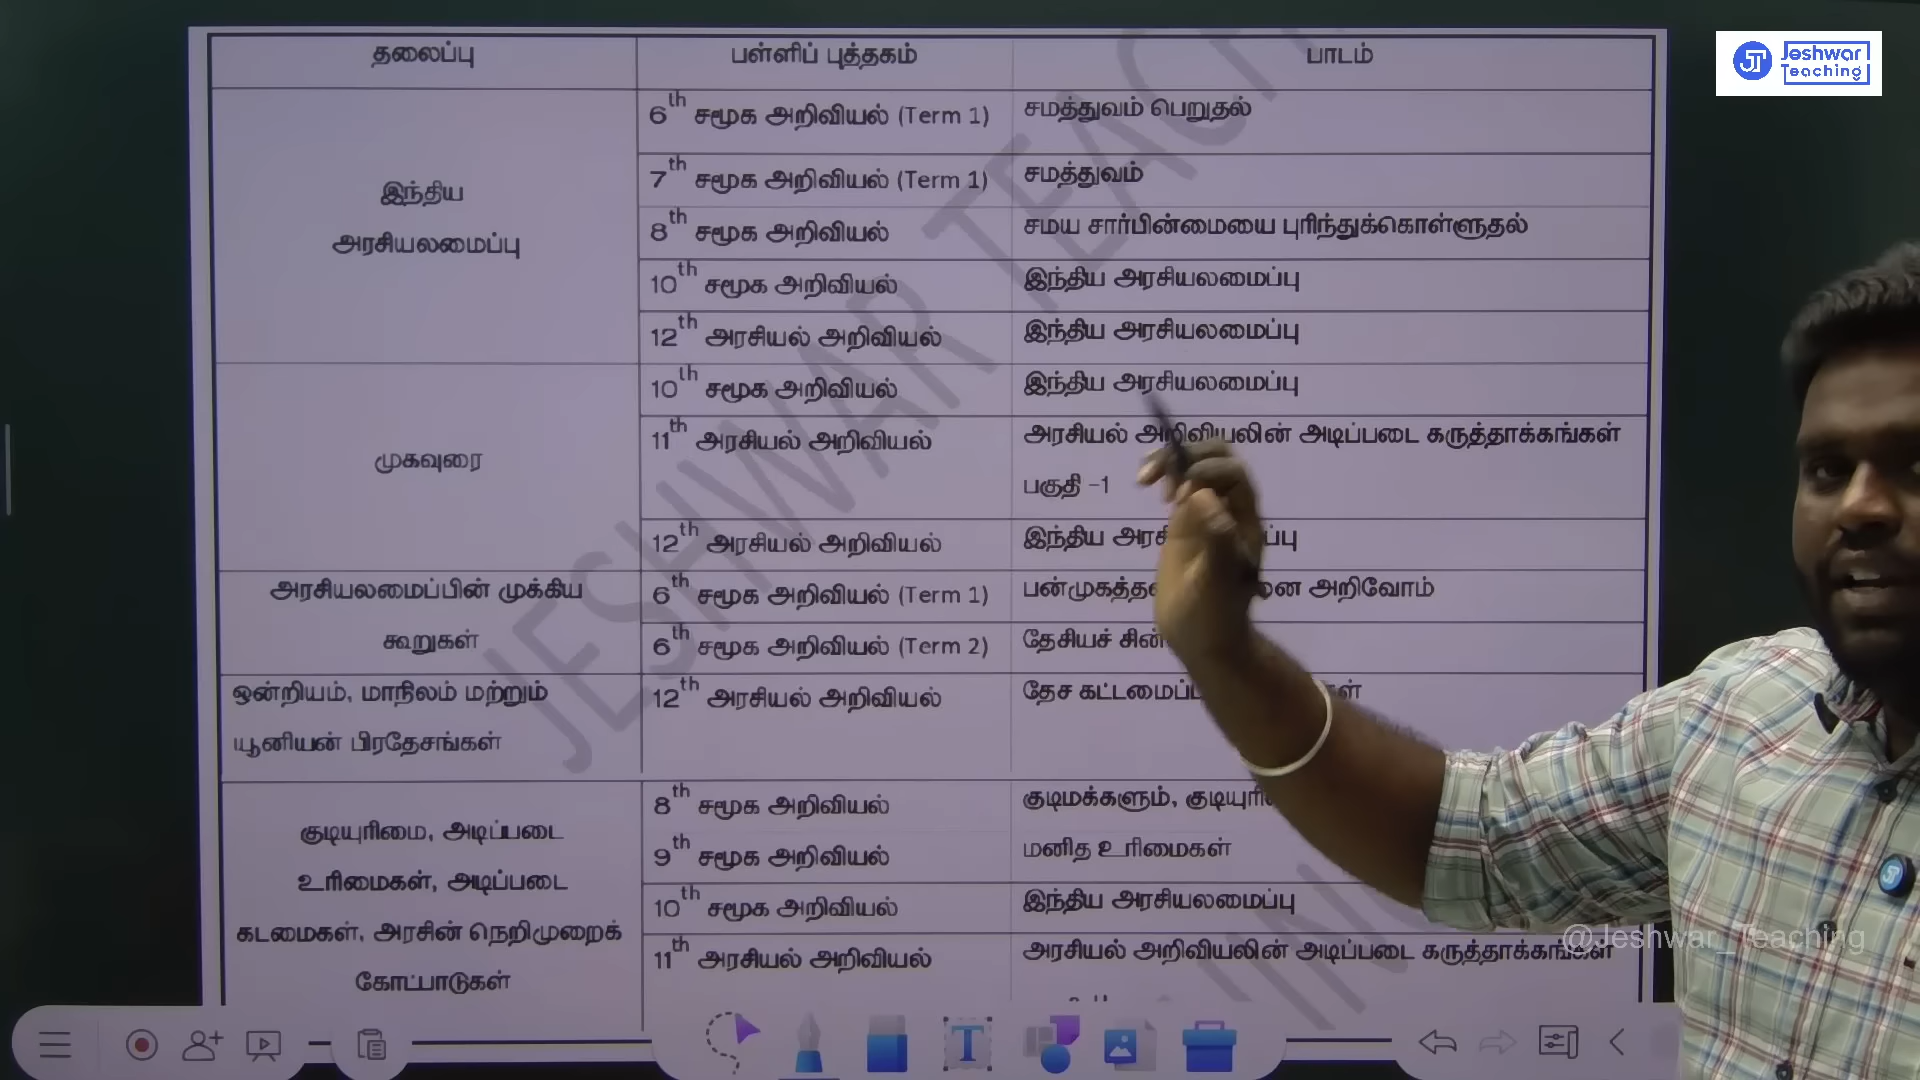 தலைப்பு பள்ளிப் புத்தகம் பாடம்
Jeshwar
Teaching
6th சமூக அறிவியல் (Term 1) சமத்துவம் பெறுதல்
7th சமூக அறிவியல் (Term 1) சமத்துவம்
இந்திய
அரசியலமைப்பு
8th சமூக அறிவியல் சமய சார்பின்மையை புரிந்துக்கொள்ளுதல்
10th சமூக அறிவியல் இந்திய அரசியலமைப்பு
12th அரசியல் அறிவியல் இந்திய அரசியலமைப்பு
முகவுரை
10th சமூக அறிவியல் இந்திய அரசியலமைப்பு
11th அரசியல் அறிவியல் அரசியல் அறிவியலின் அடிப்படை கருத்தாக்கங்கள்
பகுதி -1
12th அரசியல் அறிவியல் இந்திய
அரசியலமைப்பின் முக்கிய
கூறுகள்
6th சமூக அறிவியல் (Term 1) அறிவோம்
6th சமூக அறிவியல் (Term 2) தேசியச்
ஒன்றியம், மாநிலம் மற்றும்
யூனியன் பிரதேசங்கள்
12th அரசியல் அறிவியல் தேச
குடியுரிமை, அடிப்படை
உரிமைகள், அடிப்படை
கடமைகள், அரசின் நெறிமுறைக்
கோட்பாடுகள்
8th சமூக அறிவியல் குடிமக்களும்,
9th சமூக அறிவியல் மனித உரிமைகள்
10th சமூக அறிவியல் இந்திய அரசியலமைப்பு
11th அரசியல் அறிவியல் அரசியல் அறிவியலின் அடிப்படை கருத்தாக்கங்கள்
@Jeshwar_Teaching